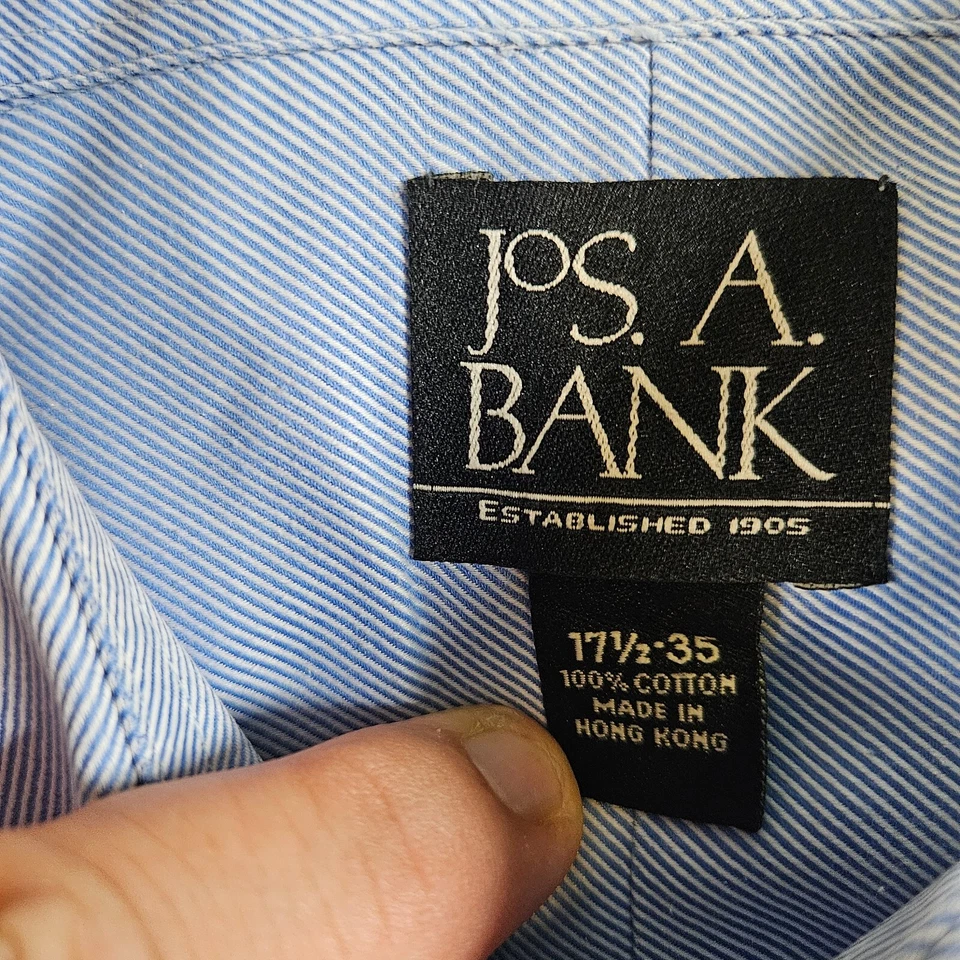 JoS. A.
BANK
ESTABLISHED 1905
17½·35
100% COTTON
MADE IN
HONG KONG